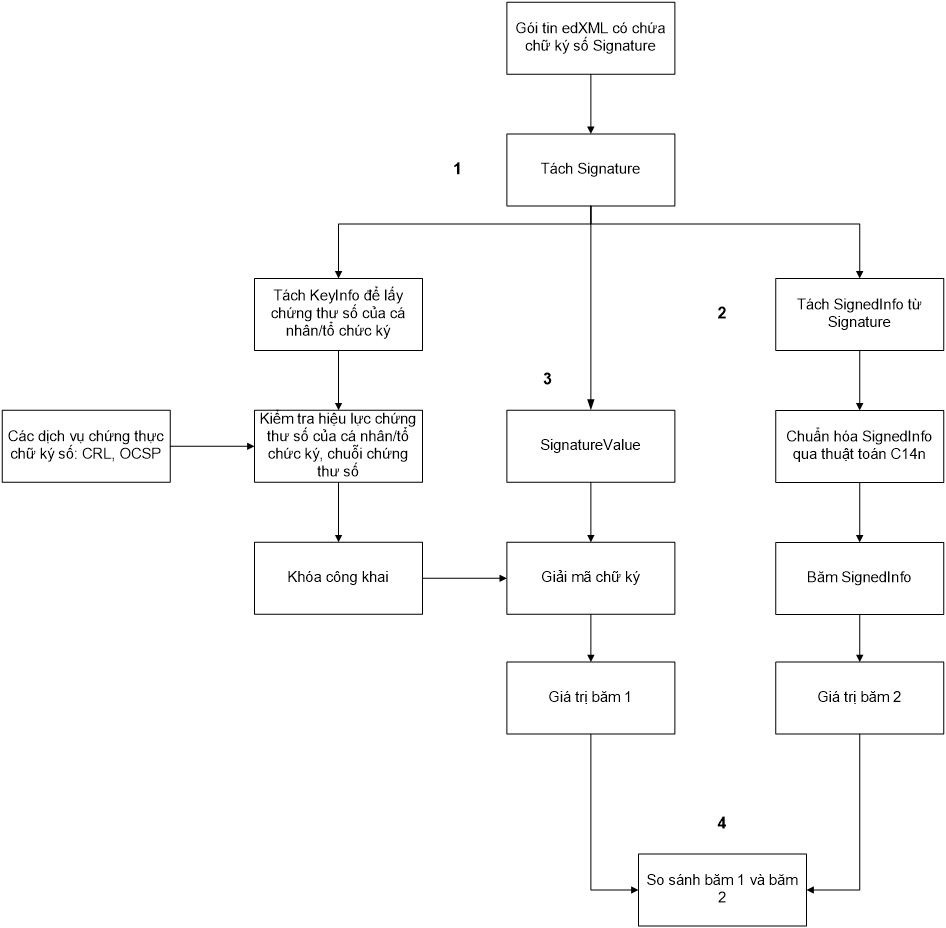 Gói tin edXML có chứa
chữ ký số Signature
1
Tách Signature
Tách KeyInfo để lấy
chứng thư số của cá
nhân/tổ chức ký
2
Tách SignedInfo từ
Signature
3
Các dịch vụ chứng thực
chữ ký số: CRL, OCSP
Kiểm tra hiệu lực chứng
thư số của cá nhân/tổ
chức ký, chuỗi chứng
thư số
SignatureValue
Chuẩn hóa SignedInfo
qua thuật toán C14n
Khóa công khai
Giải mã chữ ký
Băm SignedInfo
Giá trị băm 1
Giá trị băm 2
4
So sánh băm 1 và băm
2